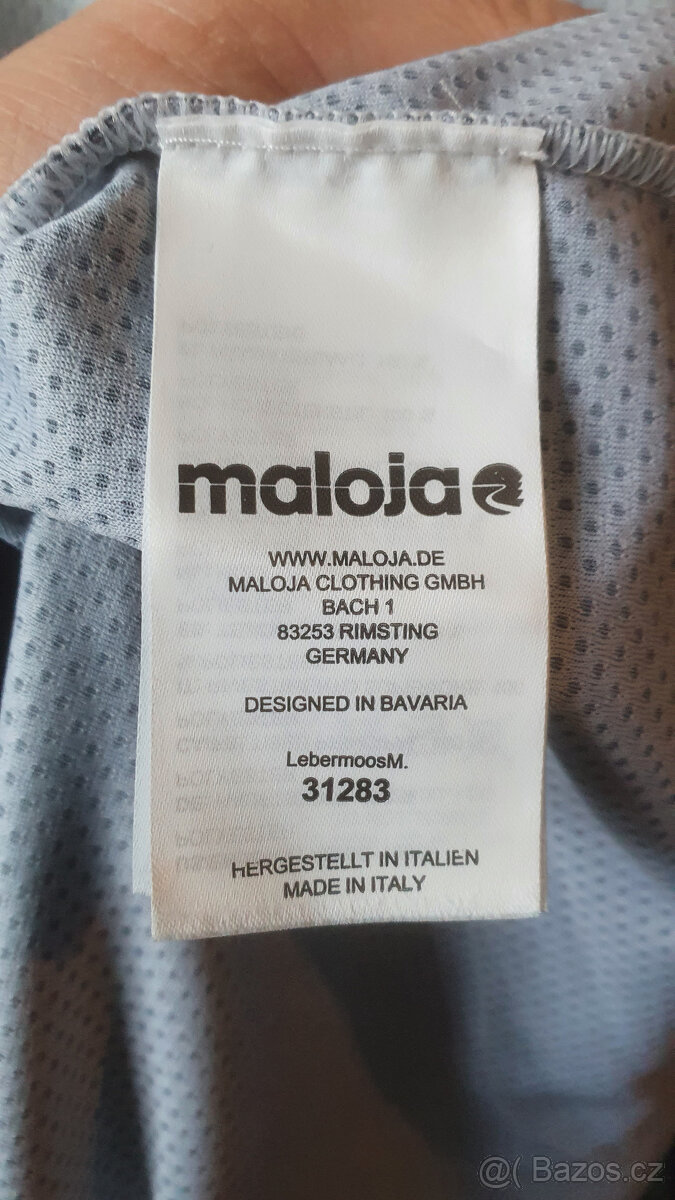 maloja
WWW.MALOJA.DE
MALOJA CLOTHING GMBH
BACH 1
83253 RIMSTING
GERMANY
DESIGNED IN BAVARIA
LebermoosM.
31283
HERGESTELLT IN ITALIEN
MADE IN ITALY
@( Bazos.cz